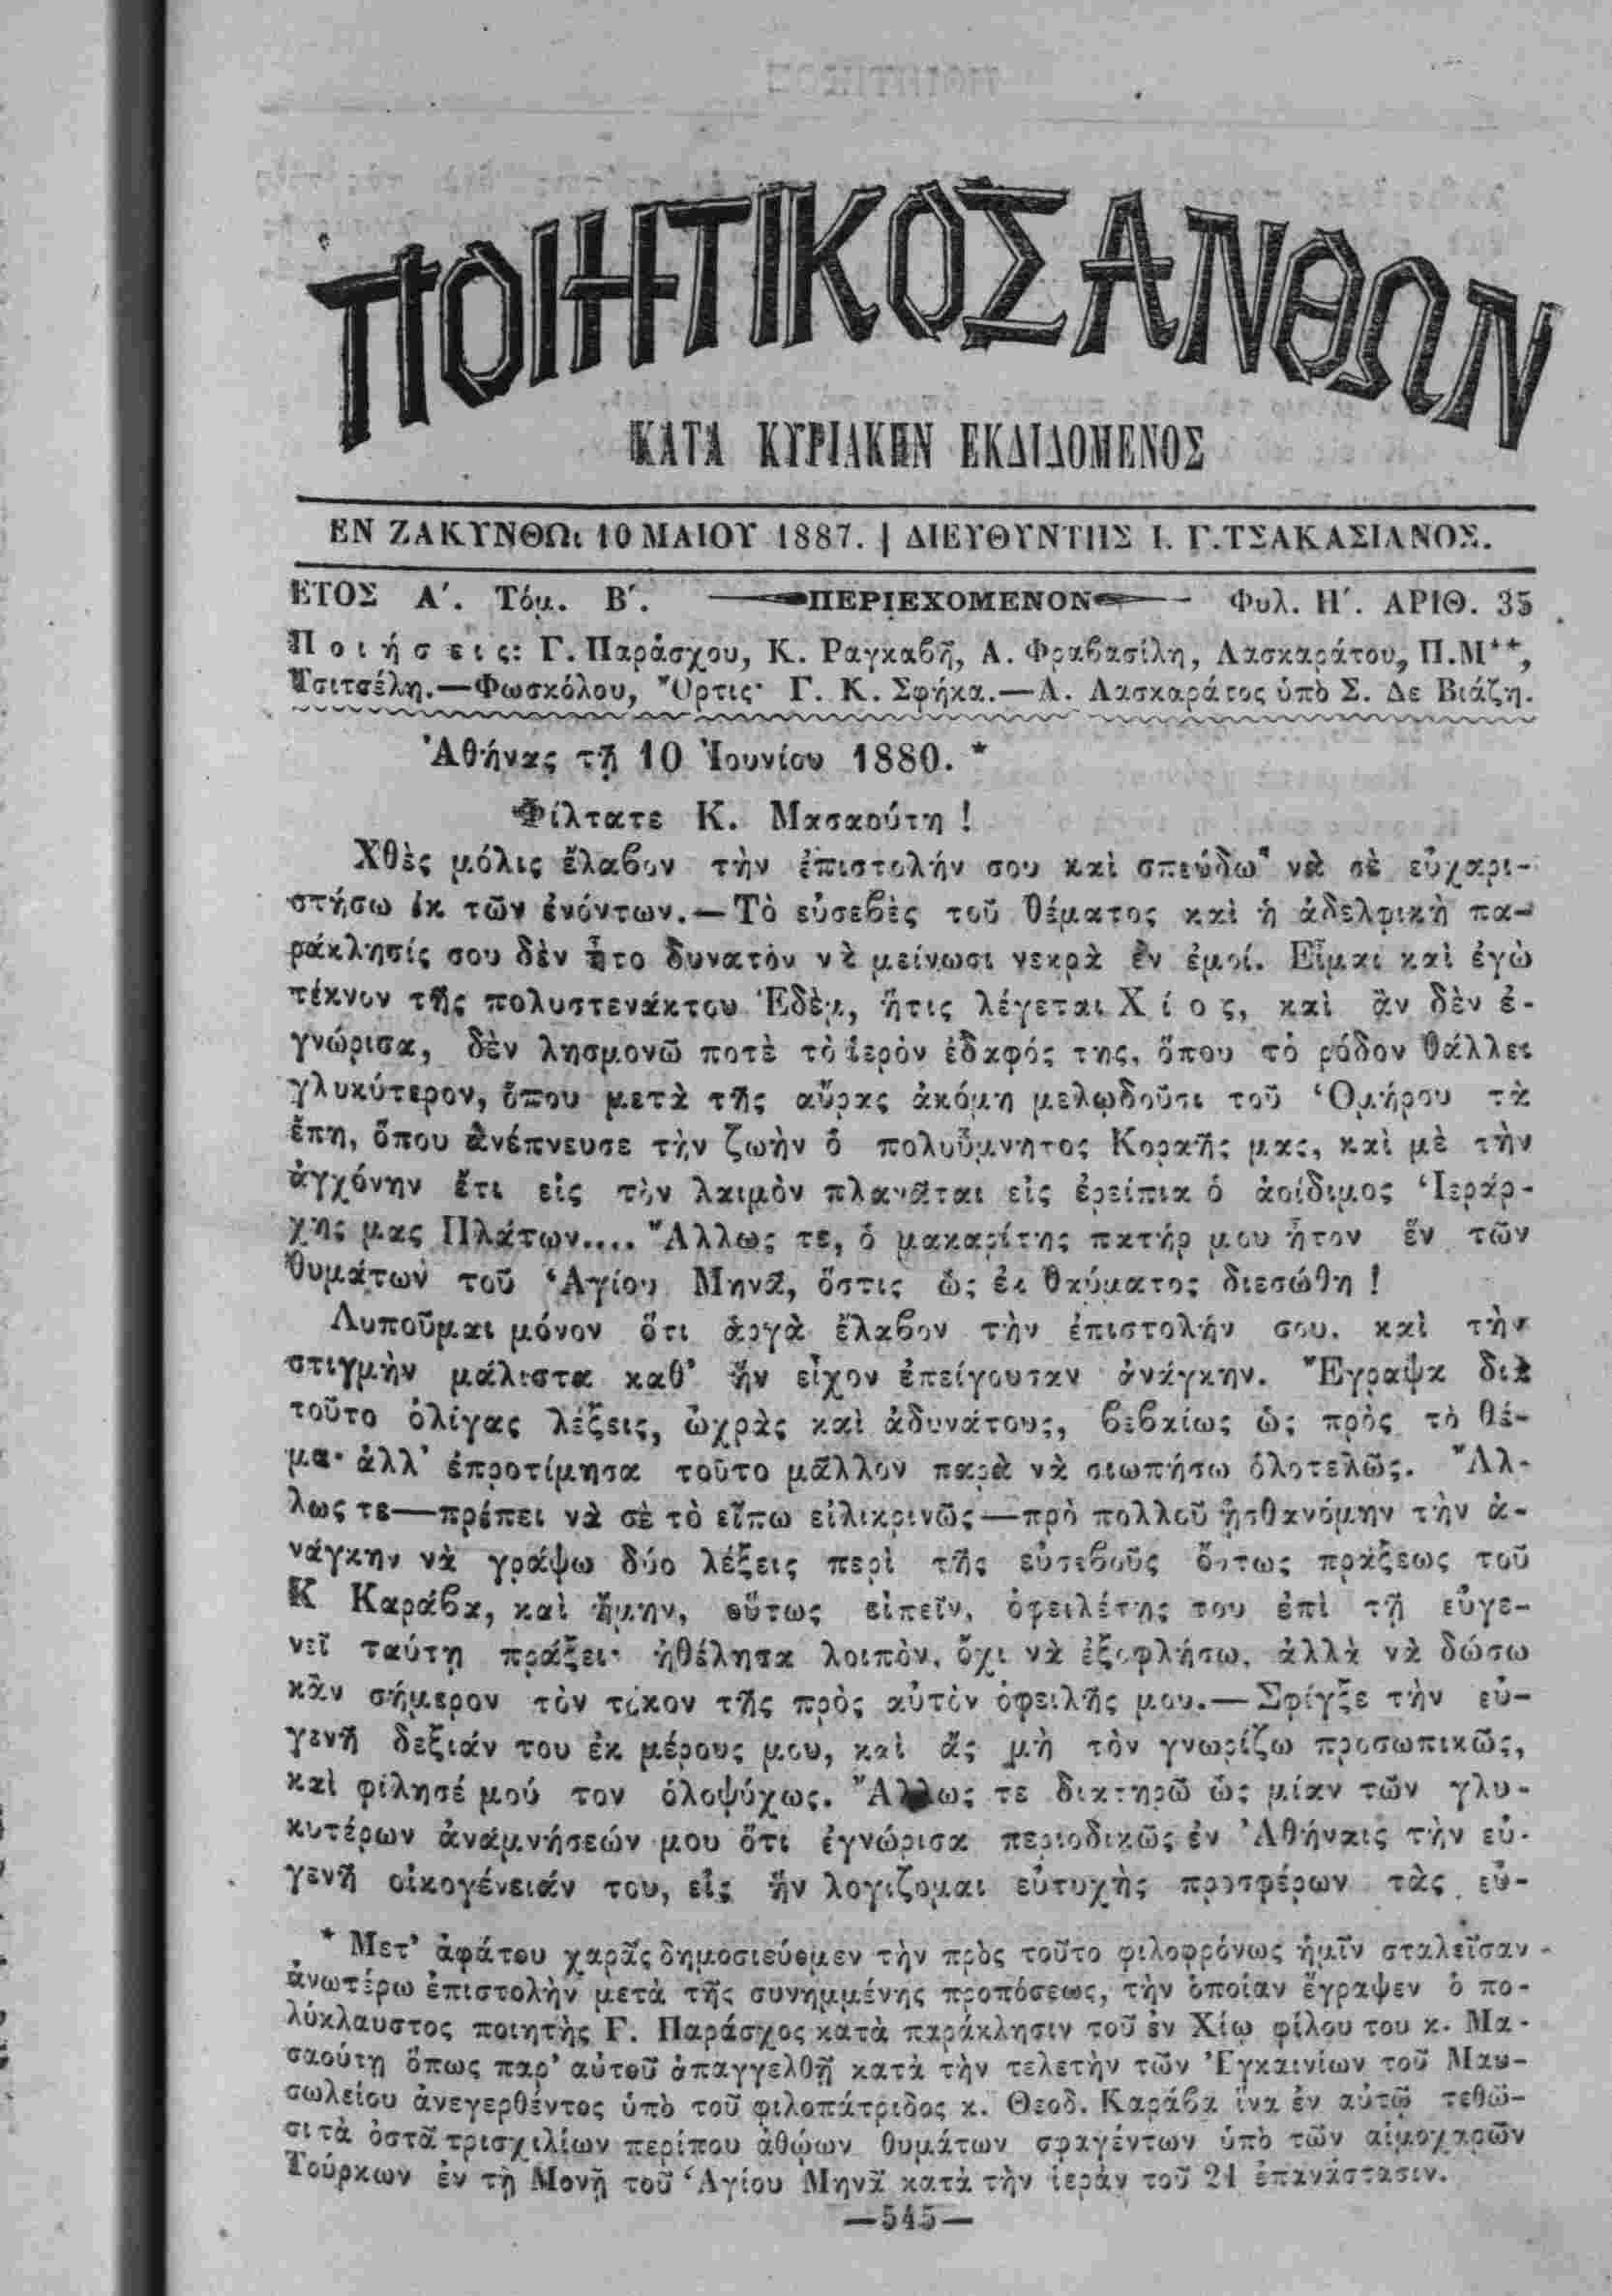 ΠΟΙΗΤΙΚΟΣ ΑΝΘΩΝ
ΚΑΤΑ ΚΥΡΙΑΚΗΝ ΕΚΔΙΔΟΜΕΝΟΣ
ΕΝ ΖΑΚΥΝΘΩι 10 ΜΑΙΟΥ 1887. | ΔΙΕΥΘΥΝΤΗΣ Ι. Γ. ΤΣΑΚΑΣΙΑΝΟΣ.
ΕΤΟΣ Α΄. Τόμ. Β΄. —ΠΕΡΙΕΧΟΜΕΝΟΝ— Φυλ. Η΄. ΑΡΙΘ. 35
Ποιήσεις: Γ. Παράσχου, Κ. Ραγκαβῆ, Α. Φραβασίλη, Λασκαράτου, Π.Μ**,
Τσιτσέλη.—Φωσκόλου, Ὄρτις· Γ. Κ. Σφήκα.—Α. Λασκαράτος ὑπὸ Σ. Δε Βιάζη.
Ἀθήνας τῇ 10 Ἰουνίου 1880. *
Φίλτατε Κ. Μασαούτη!
Χθὲς μόλις ἔλαβον τὴν ἐπιστολήν σου καὶ σπεύδω νὰ σὲ εὐχαρι-
στήσω ἐκ τῶν ἐνόντων.—Τὸ εὐσεβὲς τοῦ θέματος καὶ ἡ ἀδελφικὴ πα-
ράκλησίς σου δὲν ἦτο δυνατὸν νὰ μείνωσι νεκρὰ ἐν ἐμοί. Εἶμαι καὶ ἐγὼ
τέκνον τῆς πολυστενάκτου Ἐδὲμ, ἥτις λέγεται Χίος, καὶ ἂν δὲν ἐ-
γνώρισα, δὲν λησμονῶ ποτὲ τὸ ἱερὸν ἐδαφός της, ὅπου τὸ ρόδον θάλλει
γλυκύτερον, ὅπου μετὰ τῆς αὔρας ἀκόμη μελῳδοῦσι τοῦ Ὁμήρου τὰ
ἔπη, ὅπου ἀνέπνευσε τὴν ζωὴν ὁ πολυΰμνητος Κοραῆς μας, καὶ μὲ τὴν
ἀγχόνην ἔτι εἰς τὸν λαιμὸν πλανᾶται εἰς ἐρείπια ὁ ἀοίδιμος Ἱεράρ-
χης μας Πλάτων.... Ἄλλως τε, ὁ μακαρίτης πατήρ μου ἦτον ἓν τῶν
θυμάτων τοῦ Ἁγίου Μηνᾶ, ὅστις ὡς ἐκ θαύματος διεσώθη!
Λυποῦμαι μόνον ὅτι ἀργὰ ἔλαβον τὴν ἐπιστολήν σου, καὶ τὴν
στιγμὴν μάλιστα καθ' ἣν εἶχον ἐπείγουσαν ἀνάγκην. Ἔγραψα διὰ
τοῦτο ὀλίγας λέξεις, ὠχρὰς καὶ ἀδυνάτους, βεβαίως ὡς πρὸς τὸ θέ-
μα· ἀλλ' ἐπροτίμησα τοῦτο μᾶλλον παρὰ νὰ σιωπήσω ὁλοτελῶς. Ἄλ-
λως τε—πρέπει νὰ σὲ τὸ εἴπω εἰλικρινῶς—πρὸ πολλοῦ ᾐσθανόμην τὴν ἀ-
νάγκην νὰ γράψω δύο λέξεις περὶ τῆς εὐσεβοῦς ὄντως πράξεως τοῦ
Κ Καράβα, καὶ ἤμην, οὕτως εἰπεῖν, ὀφειλέτης του ἐπὶ τῇ εὐγε-
νεῖ ταύτῃ πράξει· ἠθέλησα λοιπὸν, ὄχι νὰ ἐξοφλήσω, ἀλλὰ νὰ δώσω
κἂν σήμερον τὸν τόκον τῆς πρὸς αὐτὸν ὀφειλῆς μου.—Σφίγξε τὴν εὐ-
γενῆ δεξιάν του ἐκ μέρους μου, καὶ ἂς μὴ τὸν γνωρίζω προσωπικῶς,
καὶ φίλησέ μού τον ὁλοψύχως. Ἄλλως τε διατηρῶ ὡς μίαν τῶν γλυ-
κυτέρων ἀναμνήσεών μου ὅτι ἐγνώρισα περιοδικῶς ἐν Ἀθήναις τὴν εὐ-
γενῆ οἰκογένειάν του, εἰς ἣν λογίζομαι εὐτυχὴς προσφέρων τὰς εὐ-
* Μετ' ἀφάτου χαρᾶς δημοσιεύομεν τὴν πρὸς τοῦτο φιλοφρόνως ἡμῖν σταλεῖσαν
ἀνωτέρω ἐπιστολὴν μετὰ τῆς συνημμένης προπόσεως, τὴν ὁποίαν ἔγραψεν ὁ πο-
λύκλαυστος ποιητὴς Γ. Παράσχος κατὰ παράκλησιν τοῦ ἐν Χίῳ φίλου του κ. Μα-
σαούτη ὅπως παρ' αὐτοῦ ἀπαγγελθῇ κατὰ τὴν τελετὴν τῶν Ἐγκαινίων τοῦ Μαυ-
σωλείου ἀνεγερθέντος ὑπὸ τοῦ φιλοπάτριδος κ. Θεοδ. Καράβα ἵνα ἐν αὐτῷ τεθῶ-
σι τὰ ὀστᾶ τρισχιλίων περίπου ἀθώων θυμάτων σφαγέντων ὑπὸ τῶν αἱμοχαρῶν
Τούρκων ἐν τῇ Μονῇ τοῦ Ἁγίου Μηνᾶ κατὰ τὴν ἱερὰν τοῦ 21 ἐπανάστασιν.
—545—